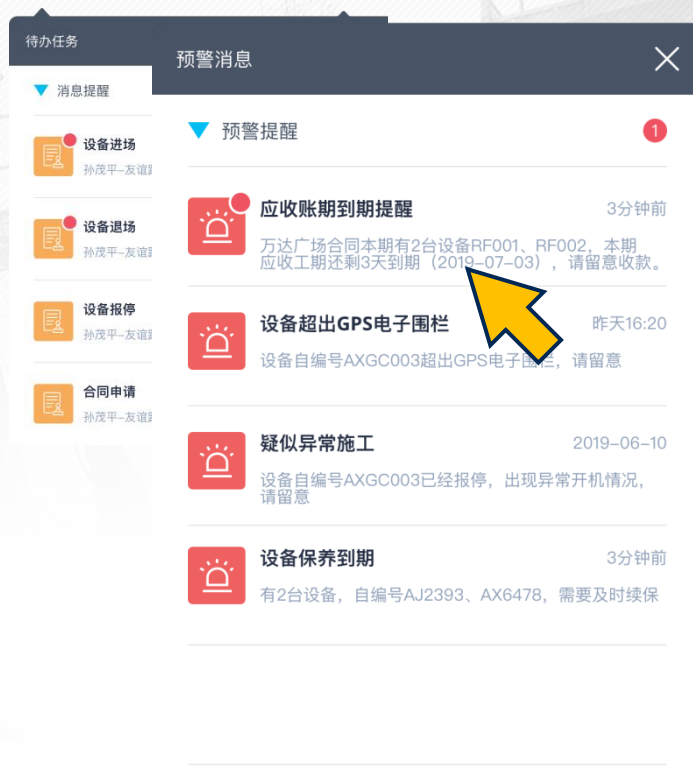 待办任务
消息提醒
设备进场
孙茂平-友谊
设备退场
孙茂平-友谊
设备报停
孙茂平-友谊
合同申请
孙茂平-友谊
预警消息
预警提醒
1
应收账期到期提醒
3分钟前
万达广场合同本期有2台设备RF001、RF002，本期
应收工期还剩3天到期（2019-07-03），请留意收款。
设备超出GPS电子围栏
昨天16:20
设备自编号AXGC003超出GPS电子围栏，请留意
疑似异常施工
2019-06-10
设备自编号AXGC003已经报停，出现异常开机情况，
请留意
设备保养到期
3分钟前
有2台设备，自编号AJ2393、AX6478，需要及时续保